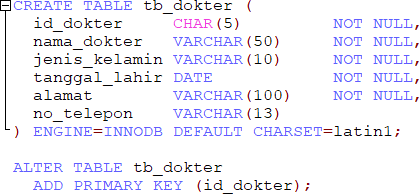 CREATE TABLE tb_dokter (
id_dokter CHAR(5) NOT NULL,
nama_dokter VARCHAR(50) NOT NULL,
jenis_kelamin VARCHAR(10) NOT NULL,
tanggal_lahir DATE NOT NULL,
alamat VARCHAR(100) NOT NULL,
no_telepon VARCHAR(13)
) ENGINE=INNODB DEFAULT CHARSET=latin1;
ALTER TABLE tb_dokter
ADD PRIMARY KEY (id_dokter);